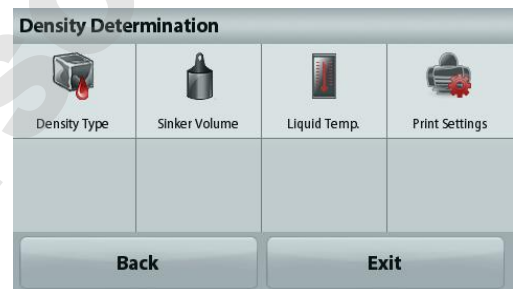 Density Determination
Density Type
Sinker Volume
Liquid Temp.
Print Settings
Back
Exit